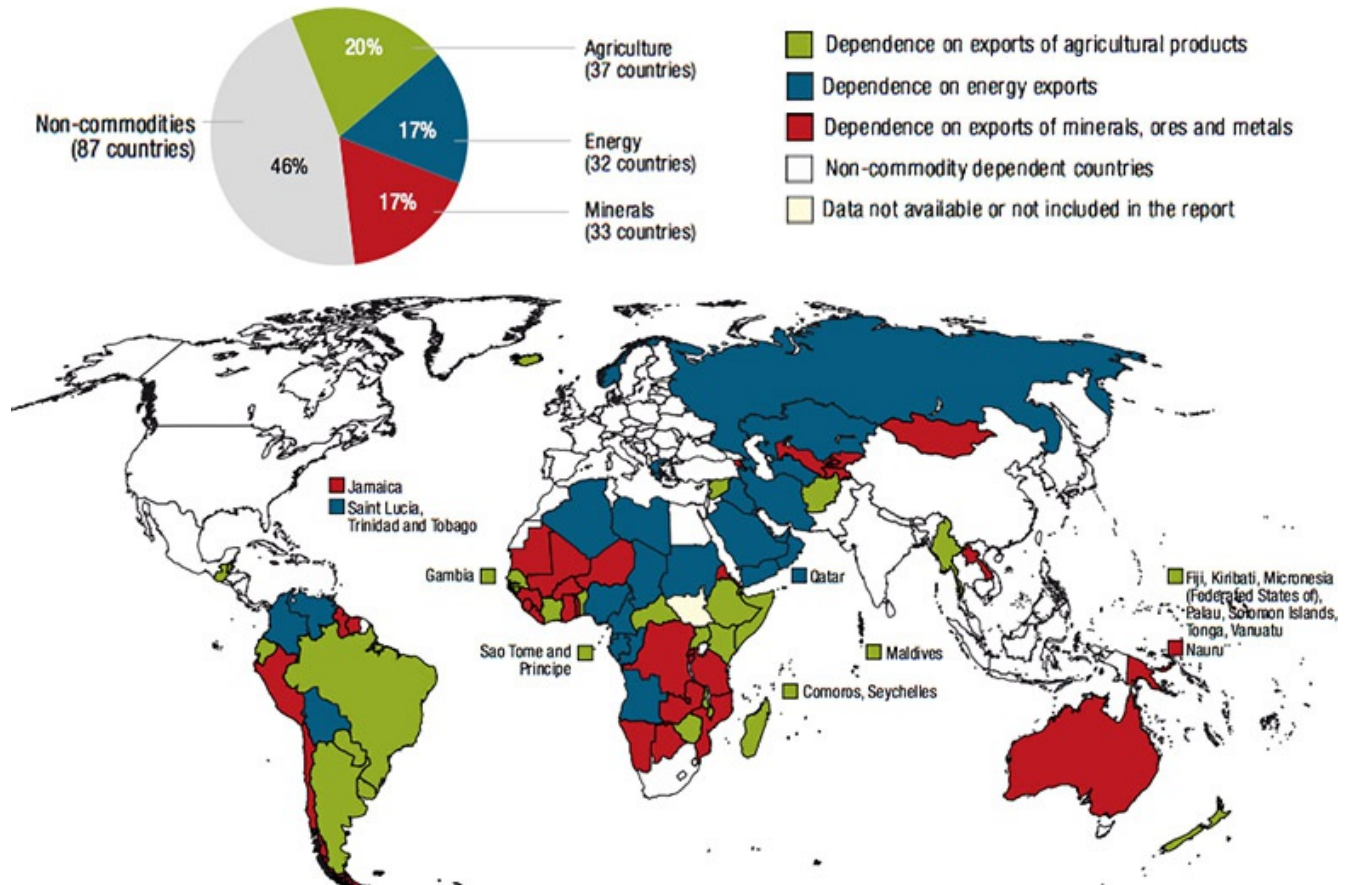 20%
Agriculture
(37 countries)
17%
Energy
(32 countries)
17%
Minerals
(33 countries)
46%
Non-commodities
(87 countries)
Dependence on exports of agricultural products
Dependence on energy exports
Dependence on exports of minerals, ores and metals
Non-commodity dependent countries
Data not available or not included in the report
Jamaica
Saint Lucia,
Trinidad and Tobago
Gambia
Qatar
Sao Tome and
Principe
Maldives
Comoros, Seychelles
Fiji, Kiribati, Micronesia
(Federated States of),
Palau, Solomon Islands,
Tonga, Vanuatu
Nauru